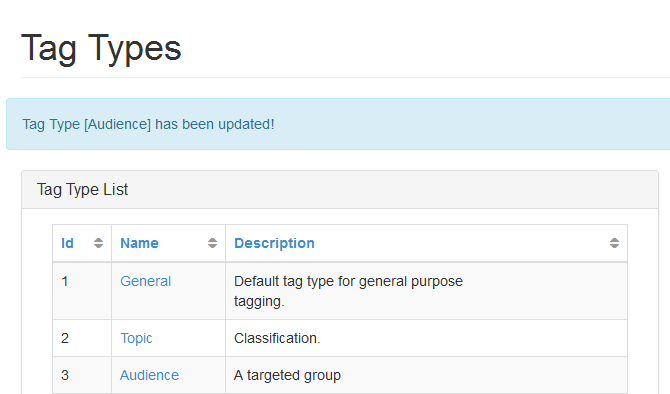 Tag Types
Tag Type [Audience] has been updated!
Tag Type List
Id Name Description
1 General Default tag type for general purpose
tagging.
2 Topic Classification.
3 Audience A targeted group